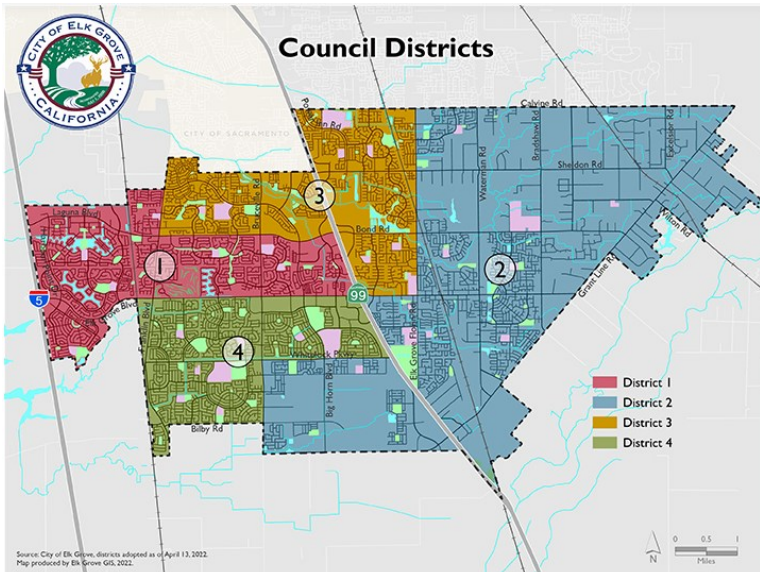 CITY OF ELK GROVE
CALIFORNIA
Council Districts
CITY OF SACRAMENTO
Calvine Rd
Bradshaw Rd
Excelsior Rd
Sheldon Rd
Waterman Rd
3
Laguna Blvd
Bond Rd
Wilton Rd
1
2
Grant Line Rd
5
99
Elk Grove Florin Rd
4
Whitelock Pkwy
Big Horn Blvd
Bilby Rd
District 1
District 2
District 3
District 4
Source: City of Elk Grove, districts adopted as of April 13, 2022.
Map produced by Elk Grove GIS, 2022.
N
0 0.5 1
Miles